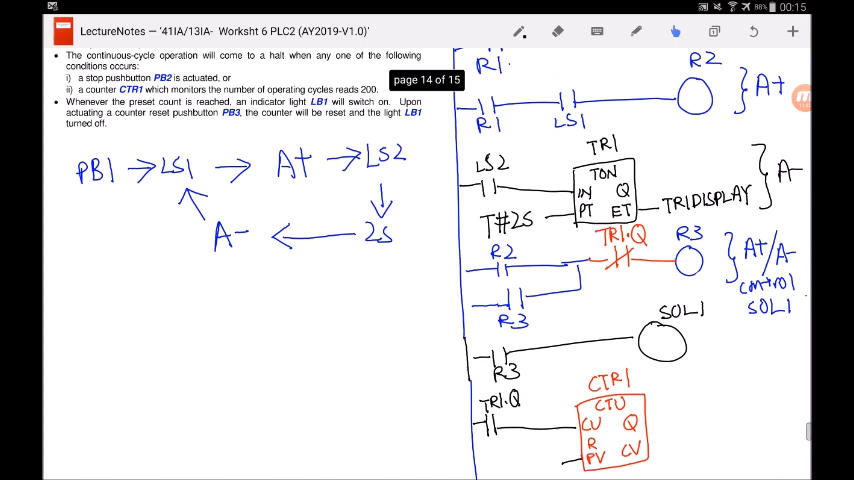 00:15
88%
LectureNotes — '41IA/13IA- Worksht 6 PLC2 (AY2019-V1.0)'
• The continuous-cycle operation will come to a halt when any one of the following
conditions occurs:
i) a stop pushbutton PB2 is actuated, or
ii) a counter CTR1 which monitors the number of operating cycles reads 200.
• Whenever the preset count is reached, an indicator light LB1 will switch on. Upon
actuating a counter reset pushbutton PB3, the counter will be reset and the light LB1
turned off.
page 14 of 15
PB1 → LS1 → A+ → LS2
A- ← 2S
R1
R2
R1 LS1
A+
TR1
LS2
TON
IN Q
PT ET
T#2S
TR1DISPLAY
A-
TR1.Q R3
R2
R3
A+/A-
control
SOL1
SOL1
R3
CTR1
TR1.Q
CTU
CU Q
R
PV CV